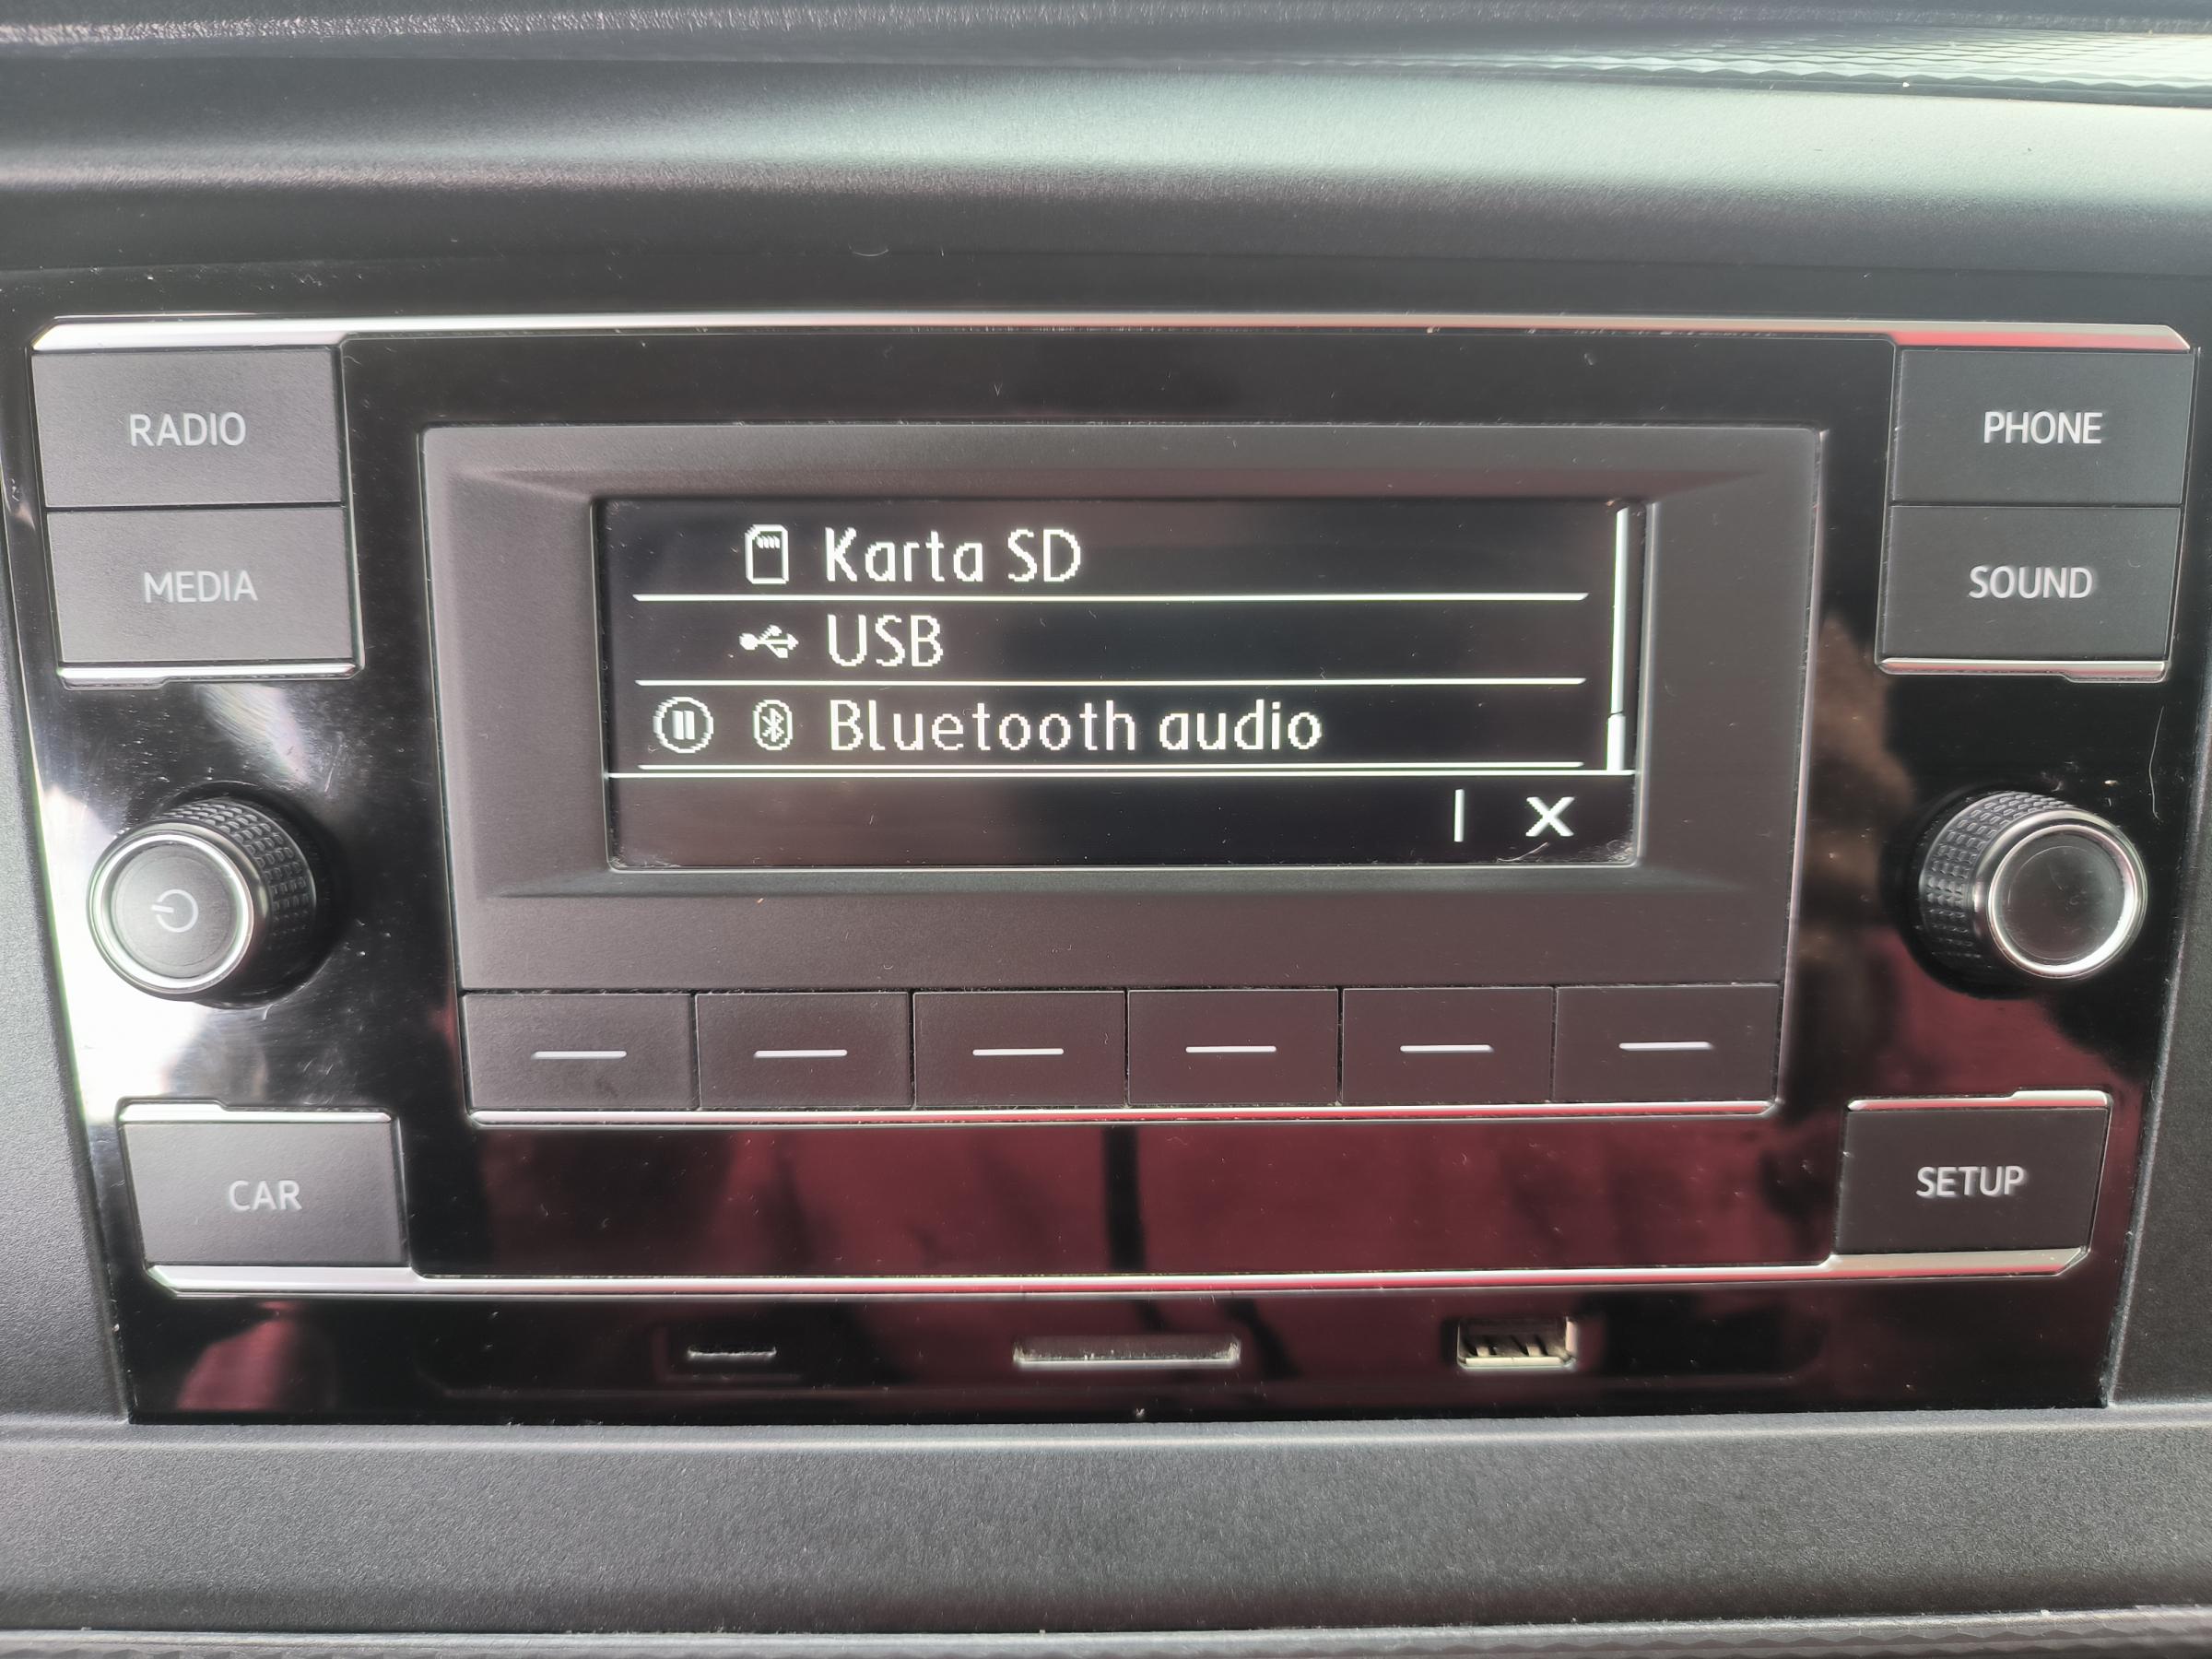 RADIO
PHONE
MEDIA
SOUND
Karta SD
USB
Bluetooth audio
X
CAR
SETUP